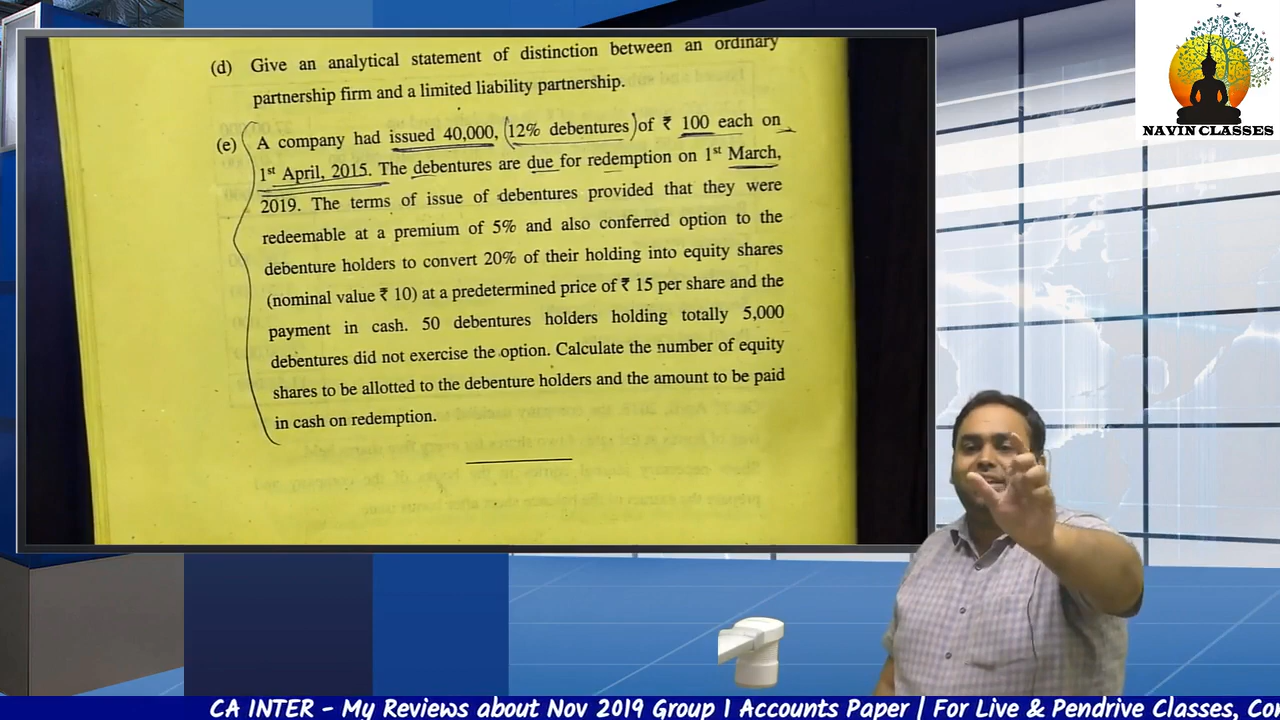 (d) Give an analytical statement of distinction between an ordinary
partnership firm and a limited liability partnership.
(e) A company had issued 40,000, 12% debentures of ₹ 100 each on
1st April, 2015. The debentures are due for redemption on 1st March,
2019. The terms of issue of debentures provided that they were
redeemable at a premium of 5% and also conferred option to the
debenture holders to convert 20% of their holding into equity shares
(nominal value ₹ 10) at a predetermined price of ₹ 15 per share and the
payment in cash. 50 debentures holders holding totally 5,000
debentures did not exercise the option. Calculate the number of equity
shares to be allotted to the debenture holders and the amount to be paid
in cash on redemption.
NAVIN CLASSES
CA INTER - My Reviews about Nov 2019 Group 1 Accounts Paper | For Live & Pendrive Classes, Con